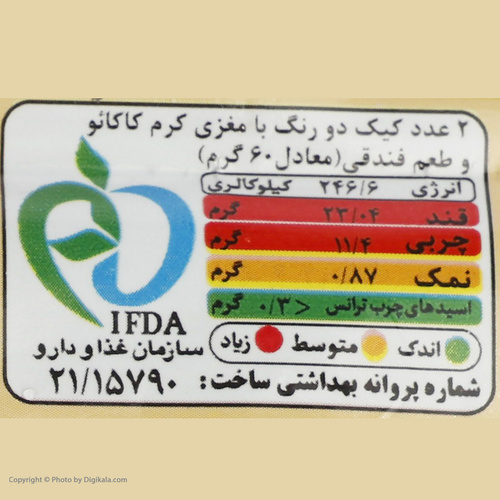 ۲ عدد کیک دو رنگ با مغزی کرم کاکائو
و طعم فندقی(معادل ۶۰ گرم)
انرژی ۲۴۶/۶ کیلوکالری
قند ۲۳/۰۴ گرم
چربی ۱۱/۴ گرم
نمک ۰/۸۷ گرم
اسیدهای چرب ترانس < ۰/۳ گرم
اندک متوسط زیاد
IFDA
سازمان غذا و دارو
شماره پروانه بهداشتی ساخت: ۲۱/۱۵۷۹۰
Copyright © Photo by Digikala.com